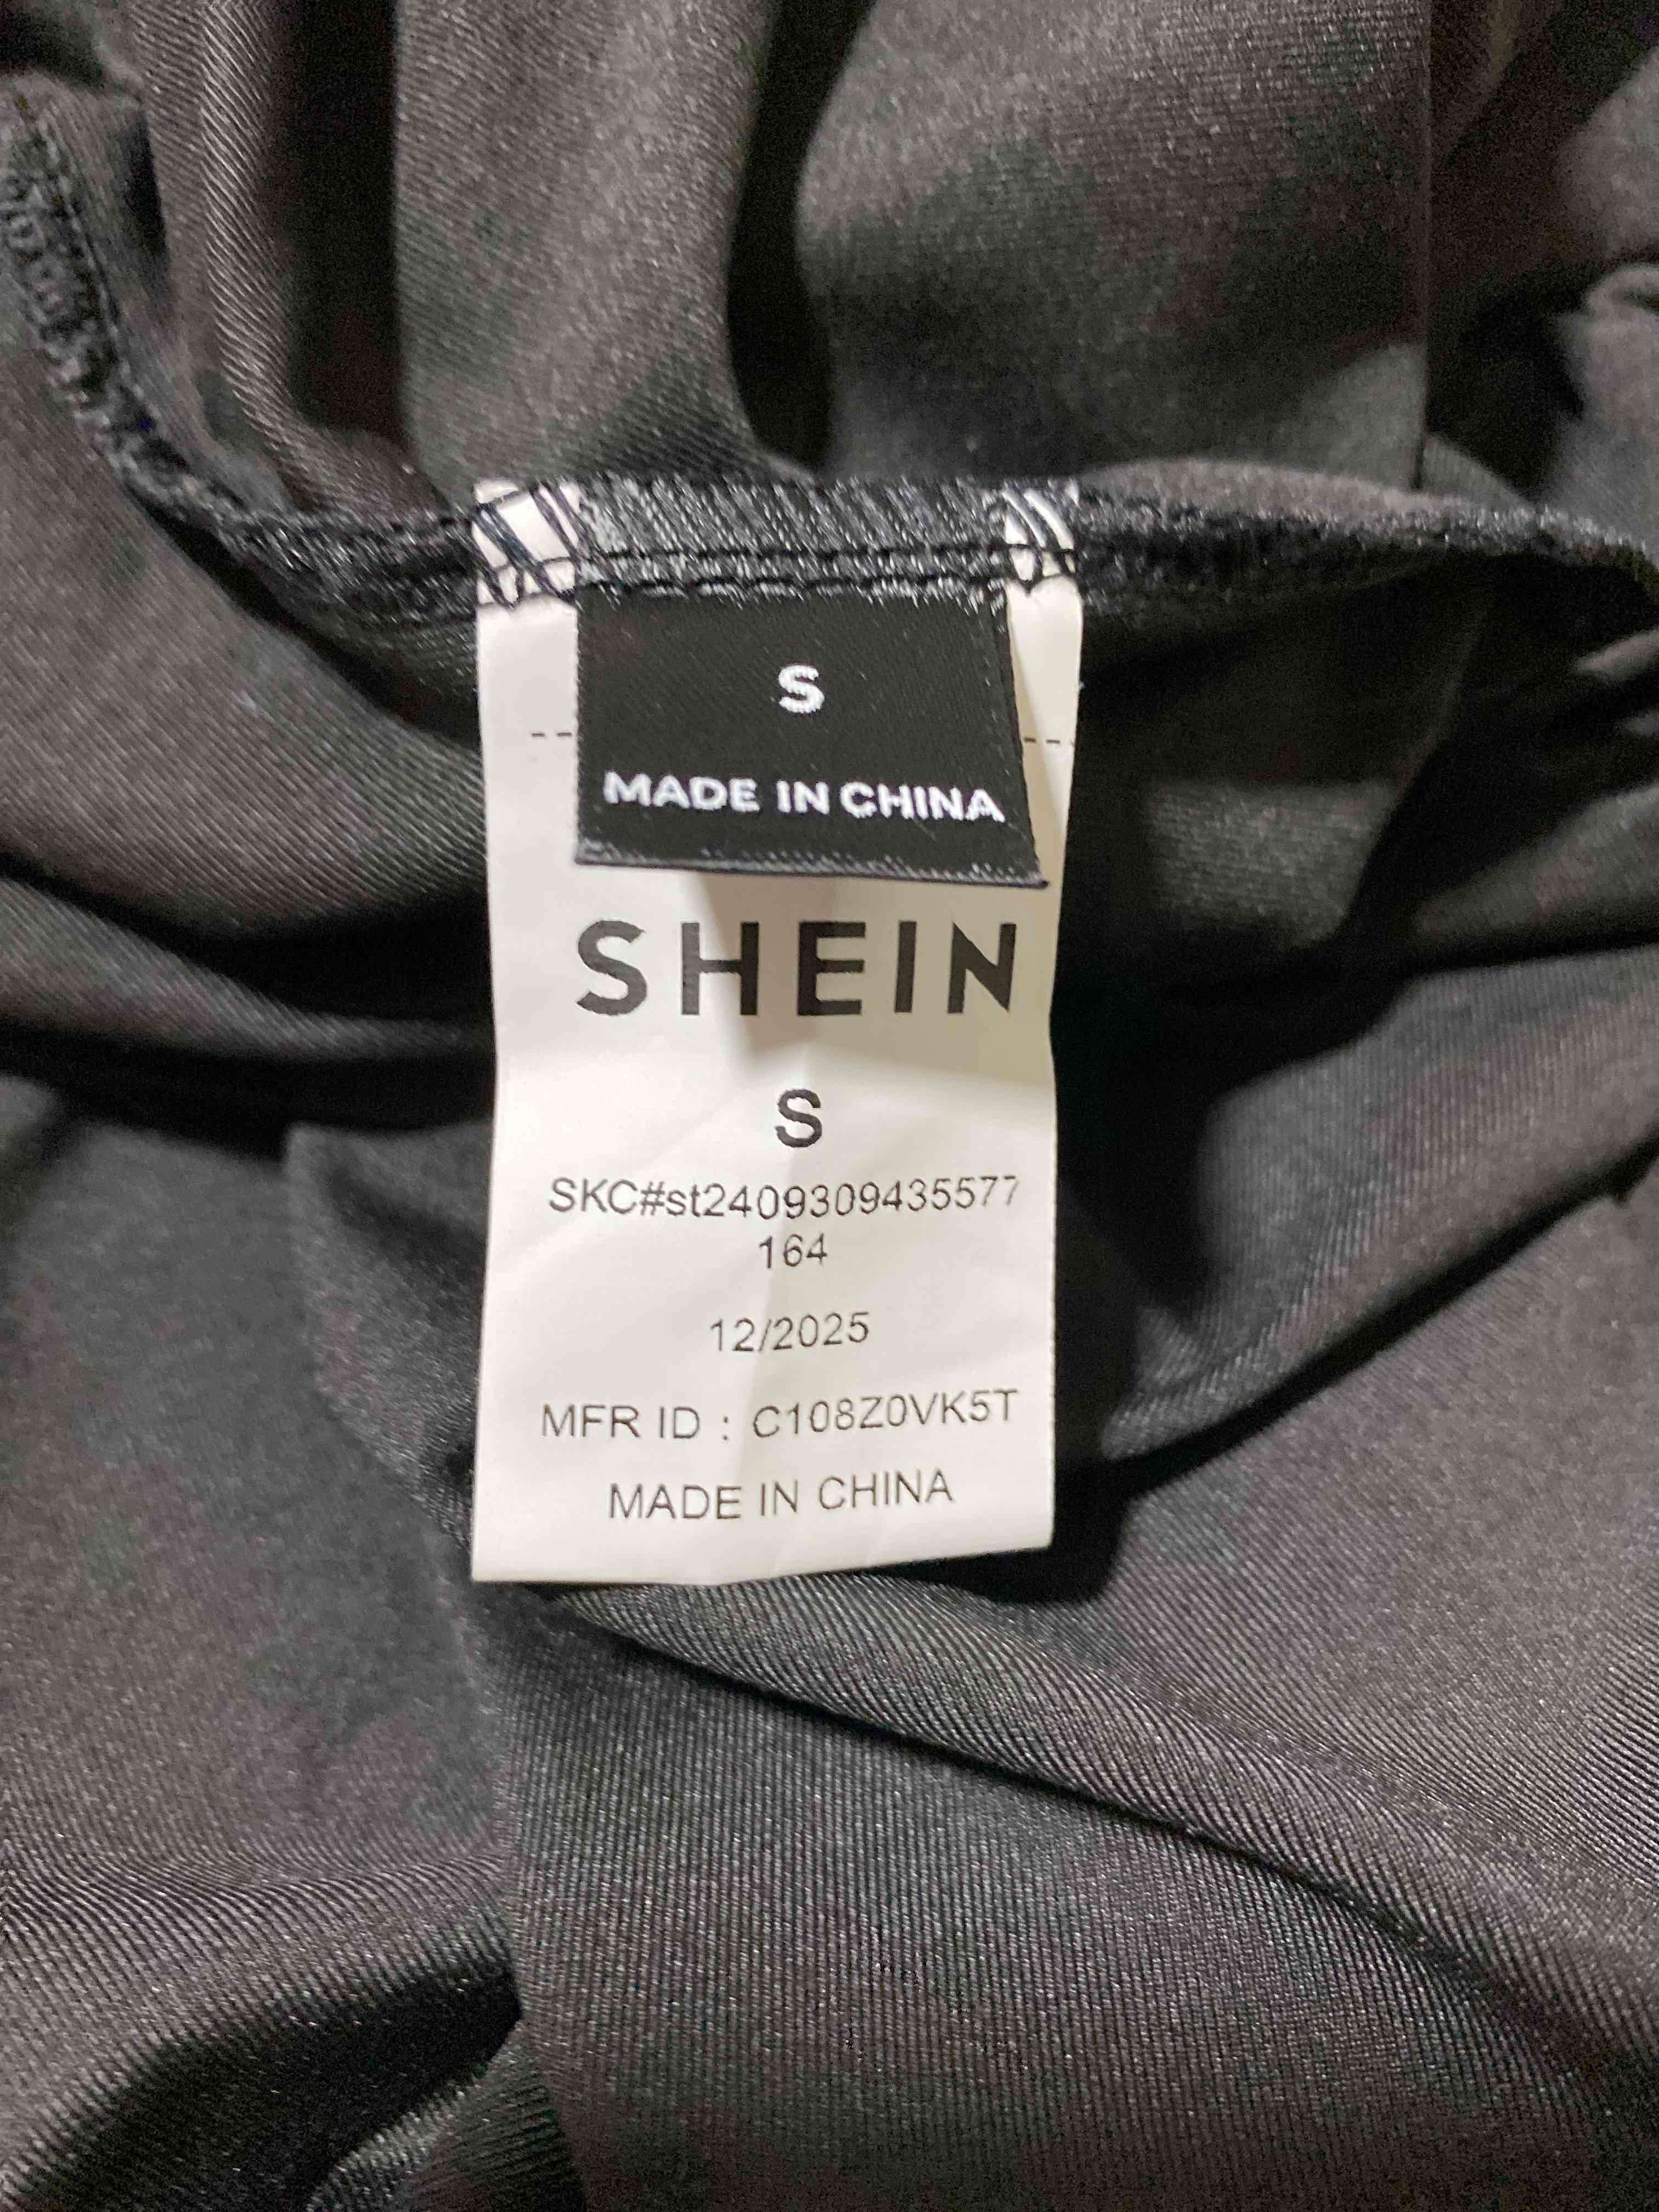 S
MADE IN CHINA
SHEIN
S
SKC#st2409309435577
164
12/2025
MFR ID : C108Z0VK5T
MADE IN CHINA